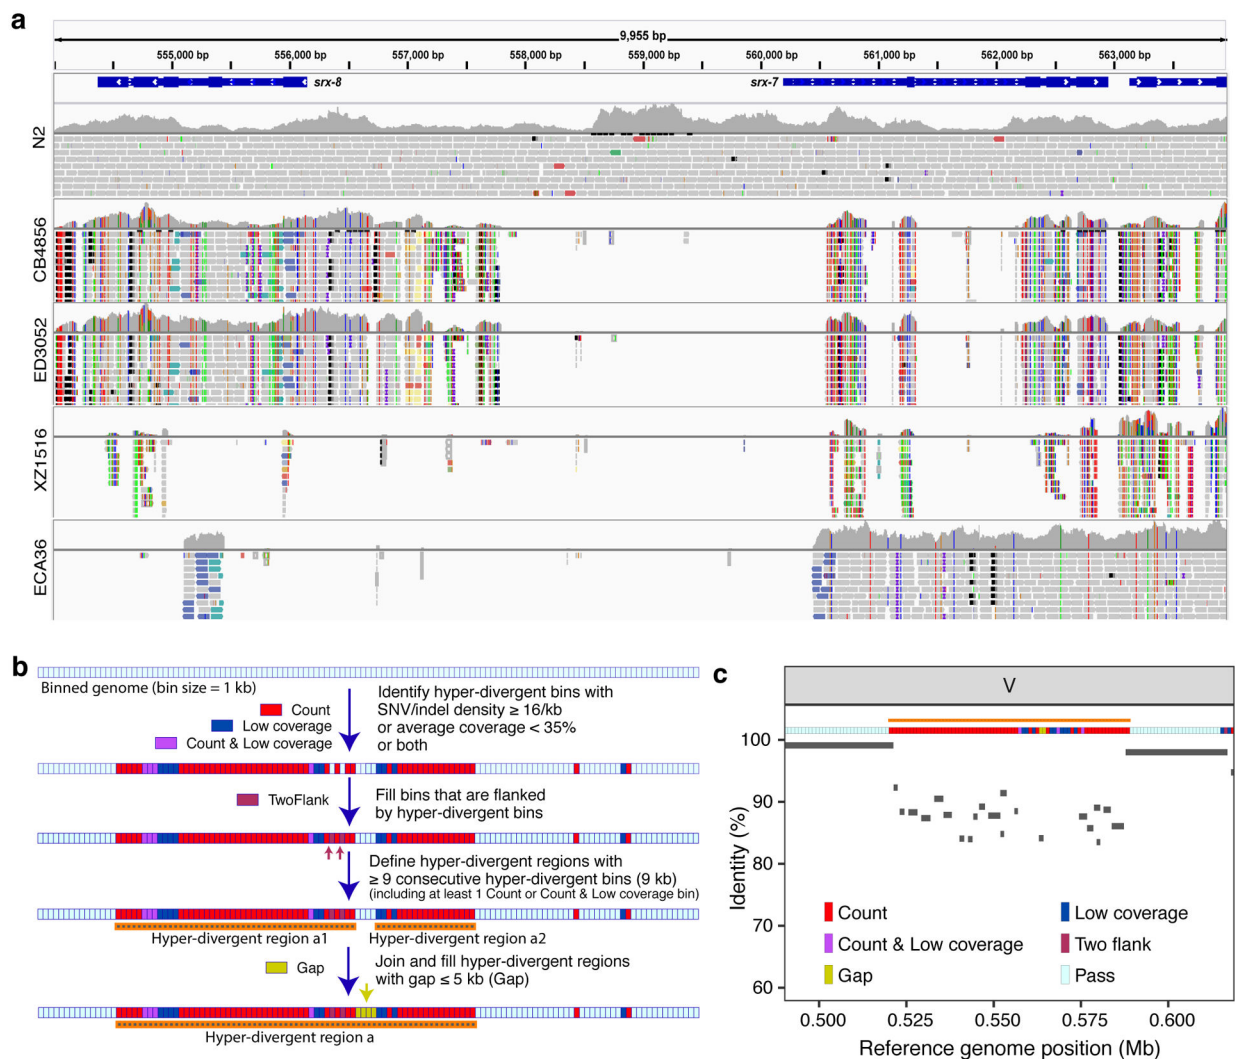 a
9,955 bp
555,000 bp 556,000 bp 557,000 bp 558,000 bp 559,000 bp 560,000 bp 561,000 bp 562,000 bp 563,000 bp
srx-8 srx-7
N2
CB4856
ED3052
XZ1516
ECA36
b
Binned genome (bin size = 1 kb)
Count
Low coverage
Count & Low coverage
Identify hyper-divergent bins with
SNV/indel density ≥ 16/kb
or average coverage < 35%
or both
TwoFlank
Fill bins that are flanked
by hyper-divergent bins
Define hyper-divergent regions with
≥ 9 consecutive hyper-divergent bins (9 kb)
(including at least 1 Count or Count & Low coverage bin)
Hyper-divergent region a1 Hyper-divergent region a2
Gap
Join and fill hyper-divergent regions
with gap ≤ 5 kb (Gap)
Hyper-divergent region a
c
V
100
90
80
70
60
Identity (%)
Count Low coverage
Count & Low coverage Two flank
Gap Pass
0.500 0.525 0.550 0.575 0.600
Reference genome position (Mb)